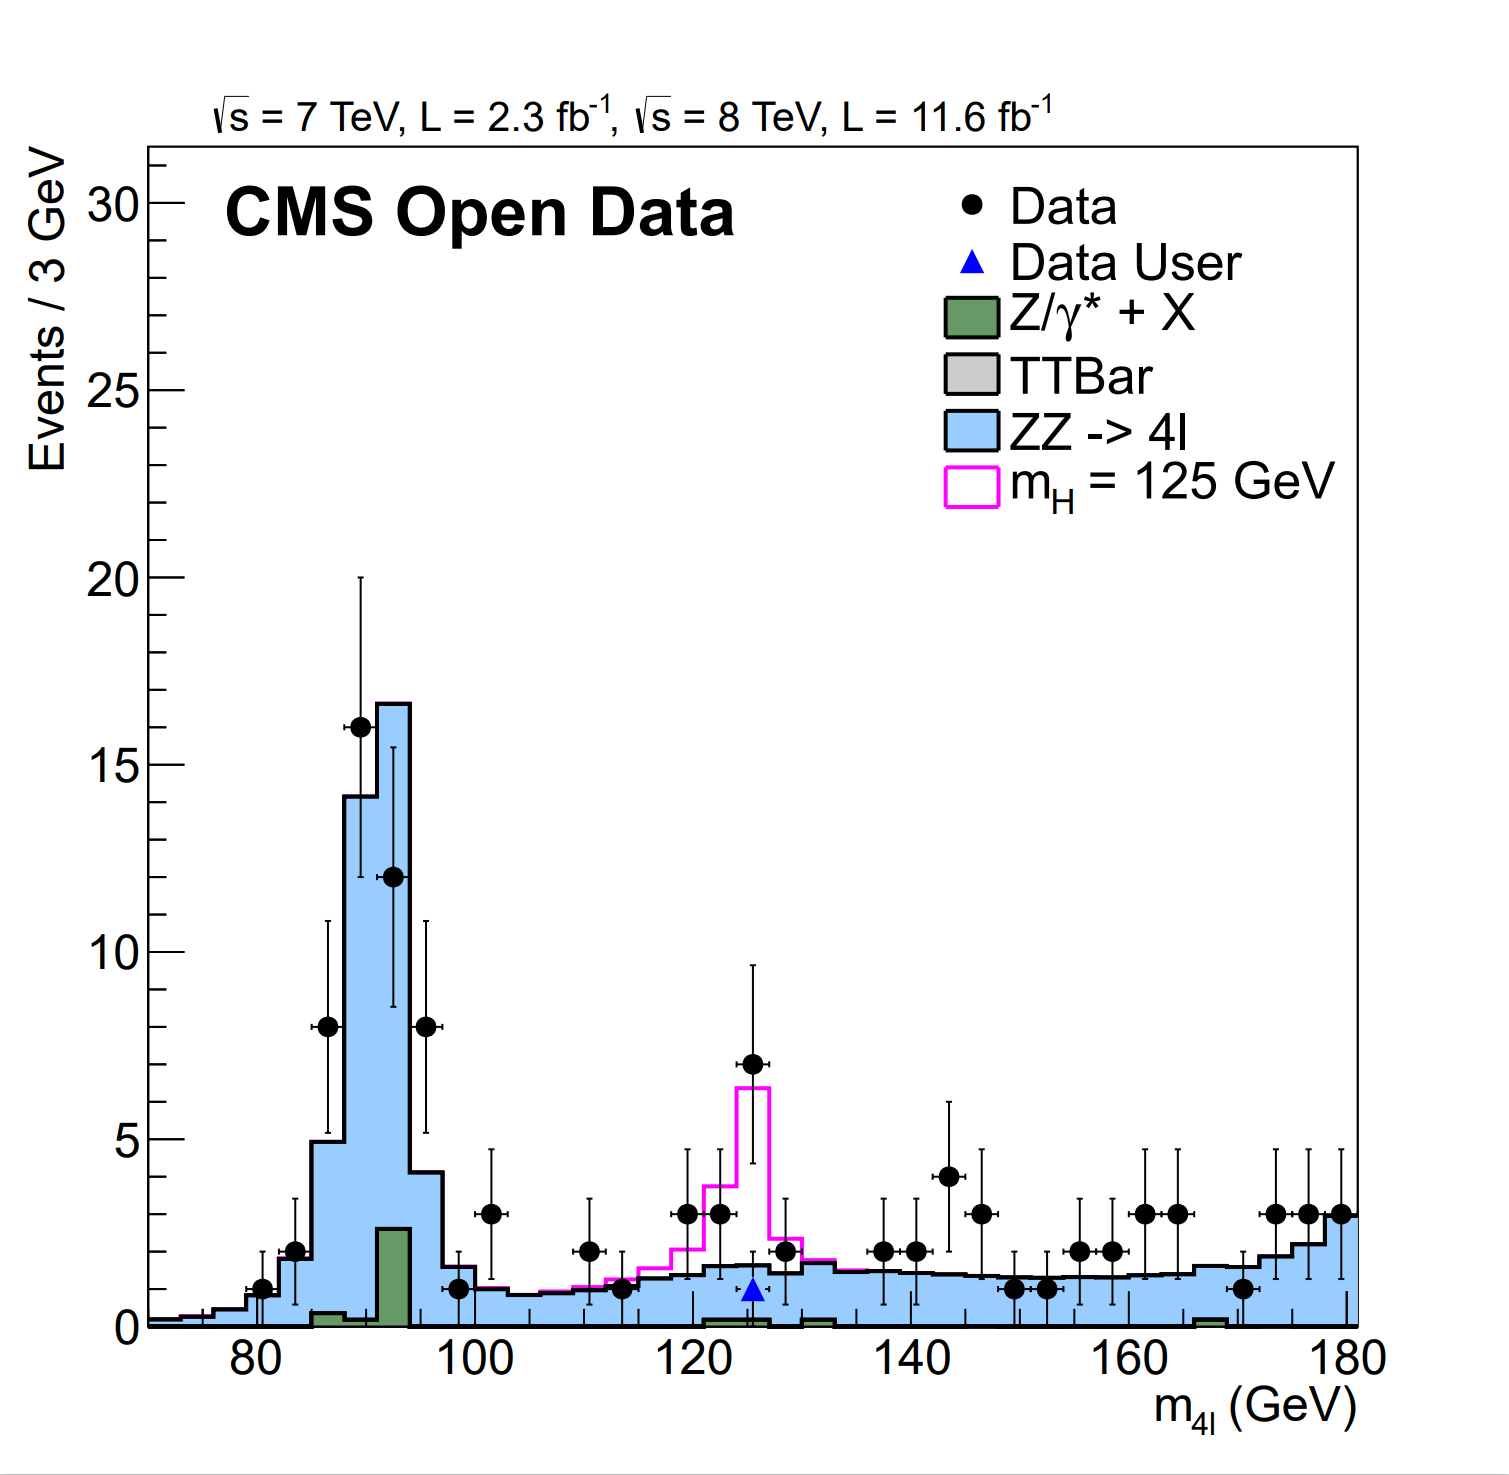 √s = 7 TeV, L = 2.3 fb⁻¹, √s = 8 TeV, L = 11.6 fb⁻¹
Events / 3 GeV
CMS Open Data
Data
Data User
Z/γ* + X
TTBar
ZZ -> 4l
m_H = 125 GeV
30
25
20
15
10
5
0
80 100 120 140 160 180
m_4l (GeV)